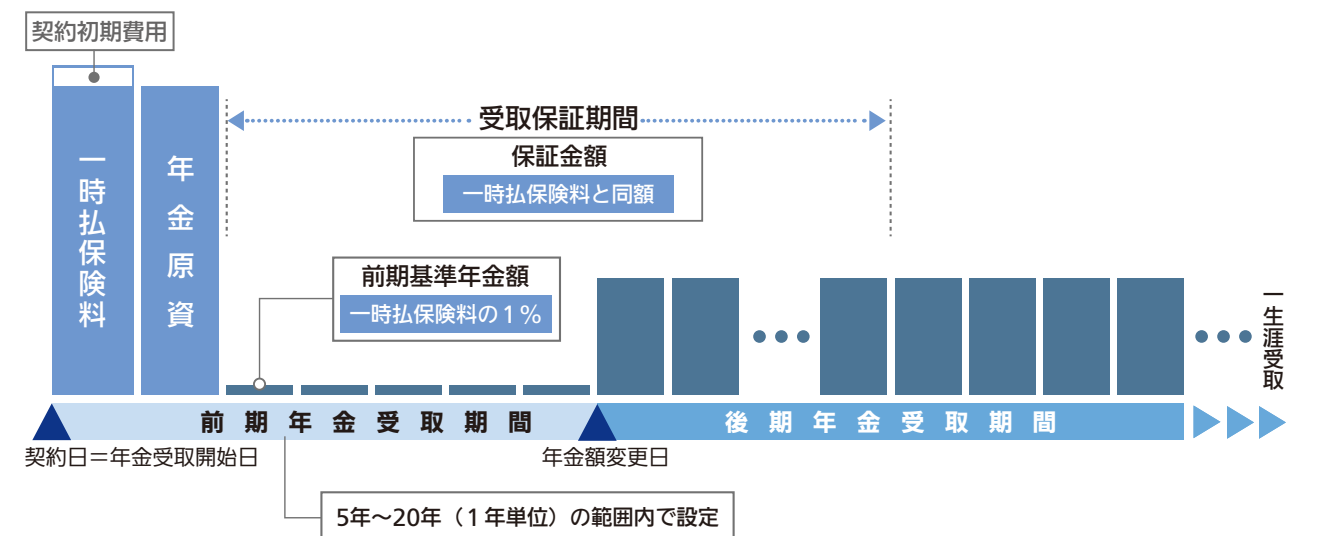 契約初期費用
一時払保険料
年金原資
受取保証期間
保証金額
一時払保険料と同額
前期基準年金額
一時払保険料の1%
一生涯受取
前期年金受取期間
後期年金受取期間
契約日=年金受取開始日
年金額変更日
5年~20年(1年単位)の範囲内で設定